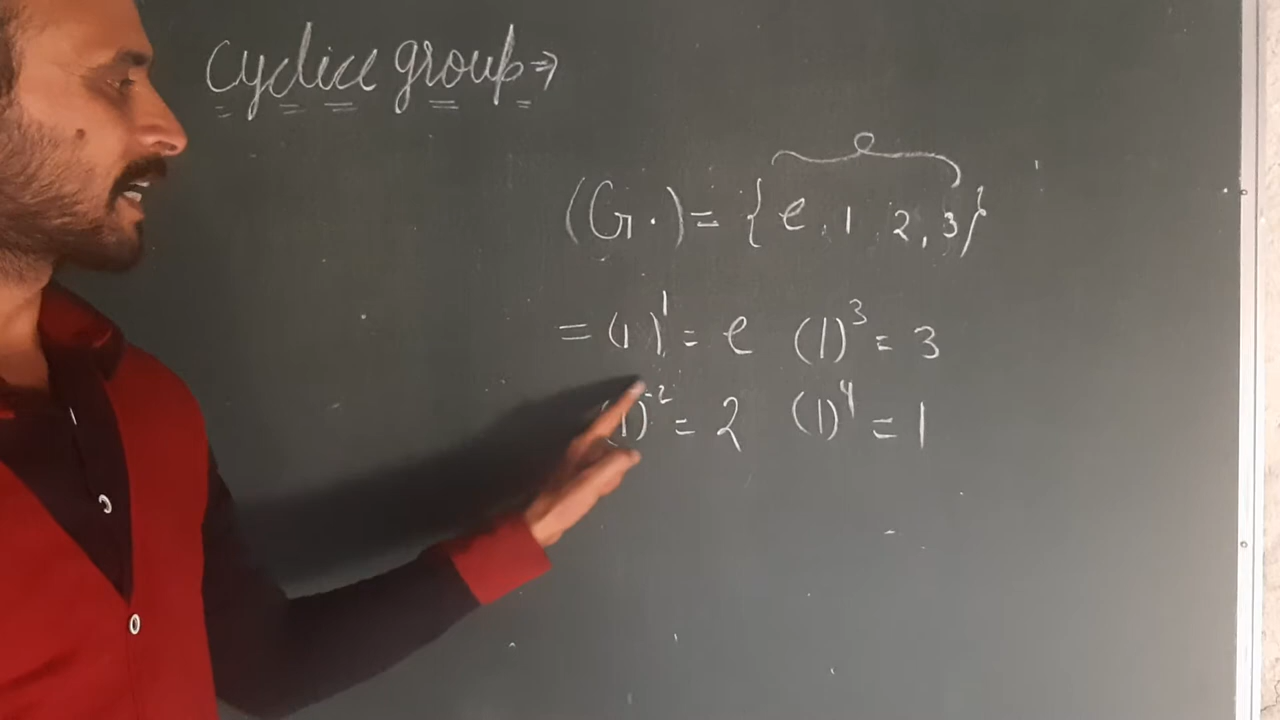 cyclice group →
(G .) = { e, 1 2, 3}
= (1)¹ = e (1)³ = 3
(1)² = 2 (1)⁴ = 1